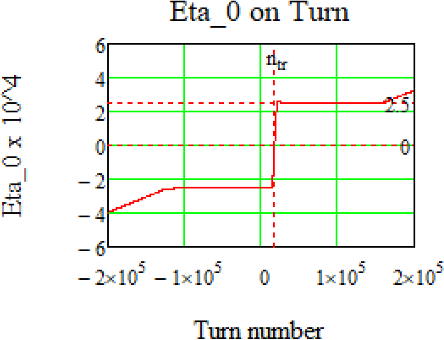 Eta_0 on Turn
Eta_0 x 10^4
n_tr
6
4
2
0
− 2
− 4
− 6
2.5
0
− 2×10^5 − 1×10^5 0 1×10^5 2×10^5
Turn number